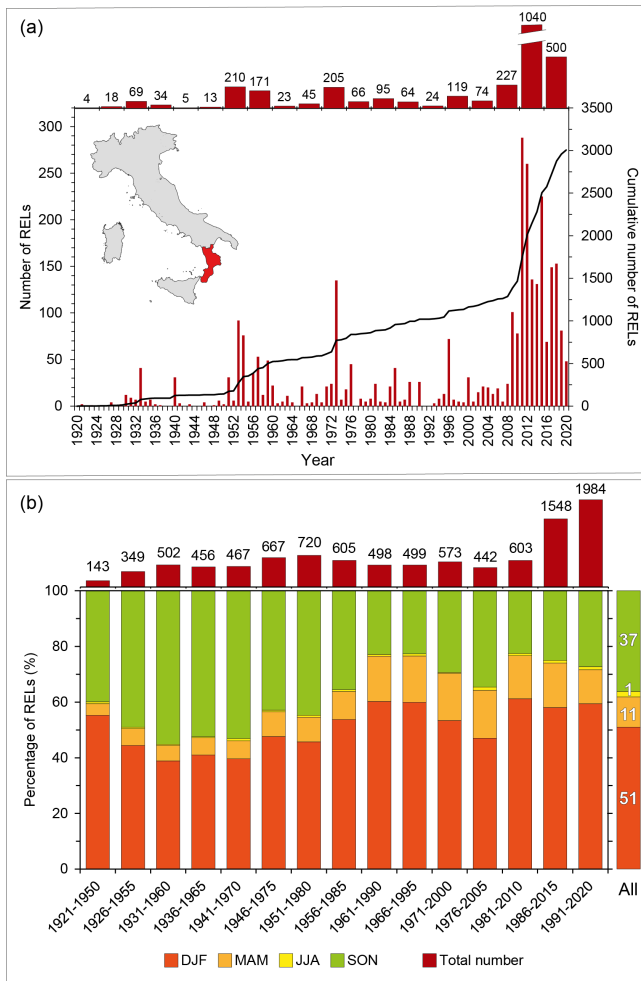 (a)
4 18 69 34 5 13 210 171 23 45 205 66 95 64 24 119 74 227 1040 500
Number of RELs
300
250
200
150
100
50
0
Cumulative number of RELs
3500
3000
2500
2000
1500
1000
500
0
1920 1924 1928 1932 1936 1940 1944 1948 1952 1956 1960 1964 1968 1972 1976 1980 1984 1988 1992 1996 2000 2004 2008 2012 2016 2020
Year
(b)
143 349 502 456 467 667 720 605 498 499 573 442 603 1548 1984
Percentage of RELs (%)
100
80
60
40
20
0
37
1
11
51
1921-1950 1926-1955 1931-1960 1936-1965 1941-1970 1946-1975 1951-1980 1956-1985 1961-1990 1966-1995 1971-2000 1976-2005 1981-2010 1986-2015 1991-2020 All
DJF MAM JJA SON Total number